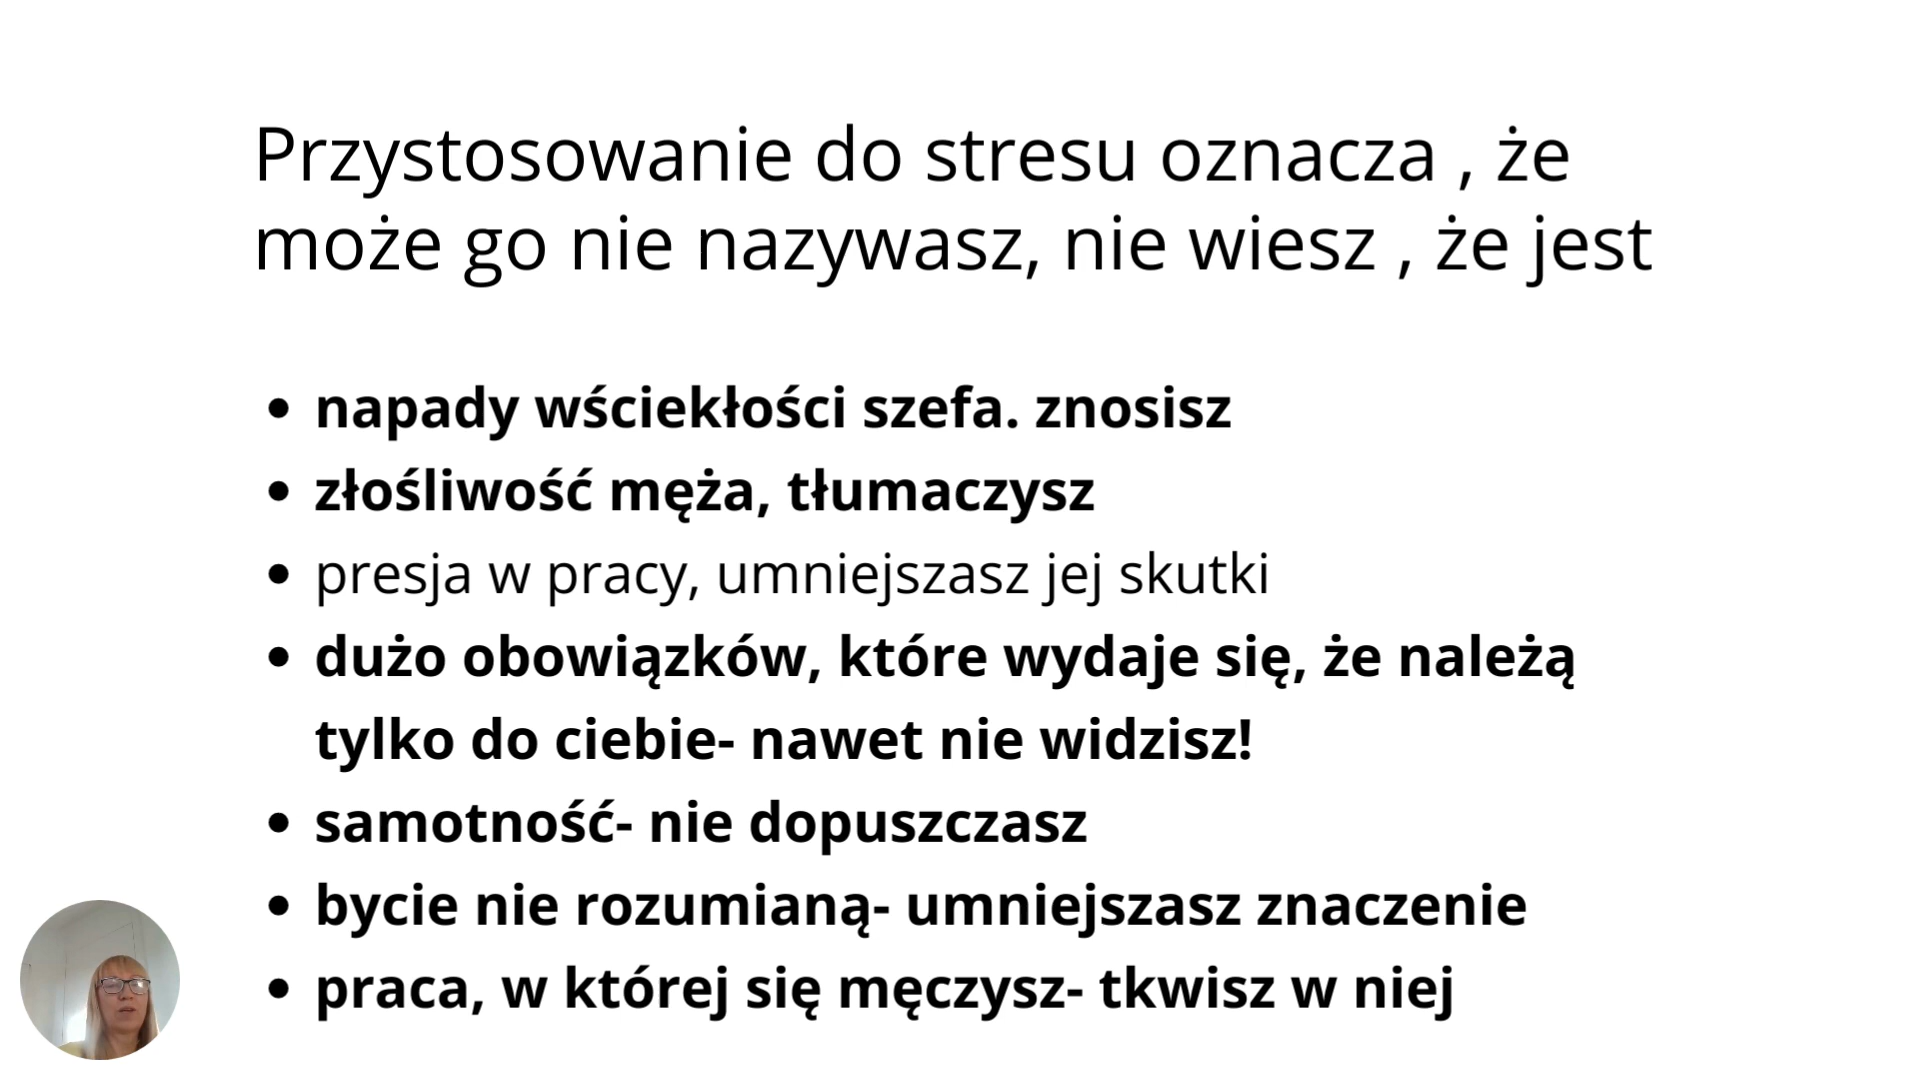 Przystosowanie do stresu oznacza , że
może go nie nazywasz, nie wiesz , że jest
• napady wściekłości szefa. znosisz
• złośliwość męża, tłumaczysz
• presja w pracy, umniejszasz jej skutki
• dużo obowiązków, które wydaje się, że należą
tylko do ciebie- nawet nie widzisz!
• samotność- nie dopuszczasz
• bycie nie rozumianą- umniejszasz znaczenie
• praca, w której się męczysz- tkwisz w niej